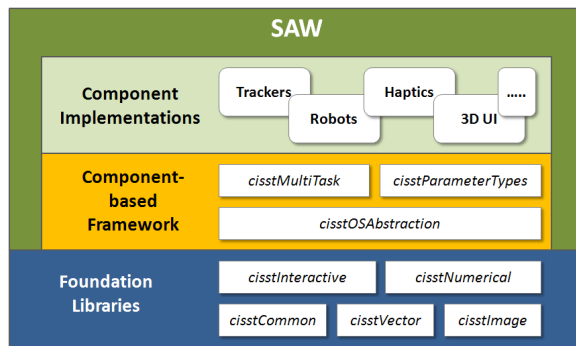 SAW
Component
Implementations
Trackers
Haptics
.....
Robots
3D UI
Component-
based
Framework
cisstMultiTask
cisstParameterTypes
cisstOSAbstraction
Foundation
Libraries
cisstInteractive
cisstNumerical
cisstCommon
cisstVector
cisstImage